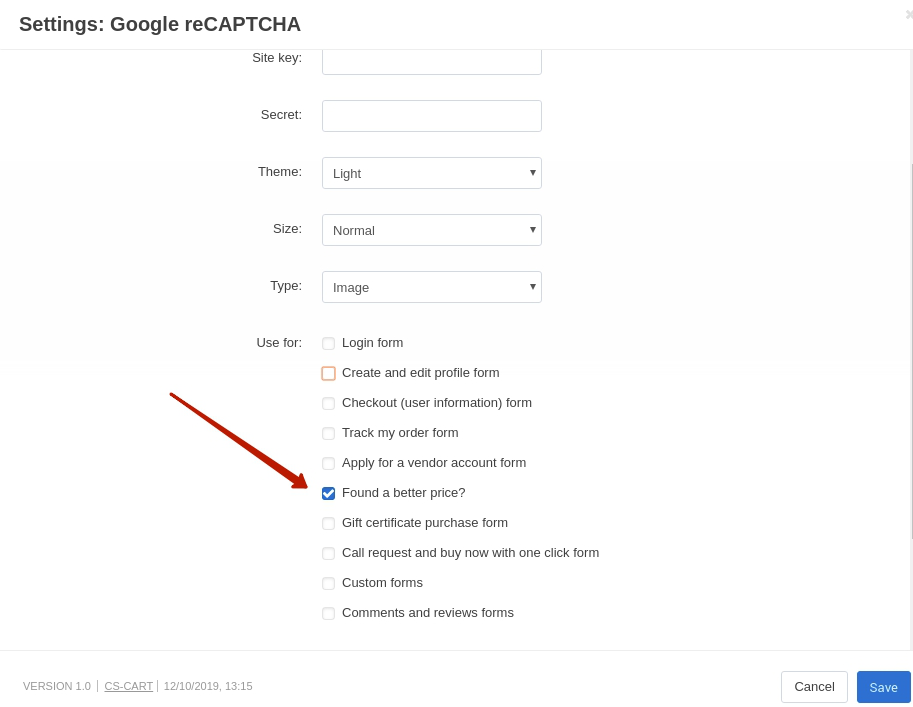 Settings: Google reCAPTCHA
Site key:
Secret:
Theme: Light
Size: Normal
Type: Image
Use for: Login form
Create and edit profile form
Checkout (user information) form
Track my order form
Apply for a vendor account form
Found a better price?
Gift certificate purchase form
Call request and buy now with one click form
Custom forms
Comments and reviews forms
VERSION 1.0 | CS-CART | 12/10/2019, 13:15 Cancel Save